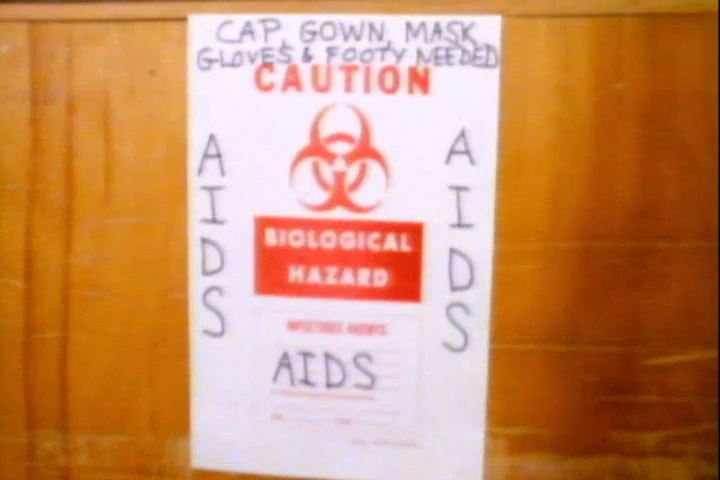 CAP, GOWN, MASK,
GLOVES & FOOTY NEEDED
CAUTION
AIDS
AIDS
BIOLOGICAL
HAZARD
INFECTIOUS AGENTS
AIDS